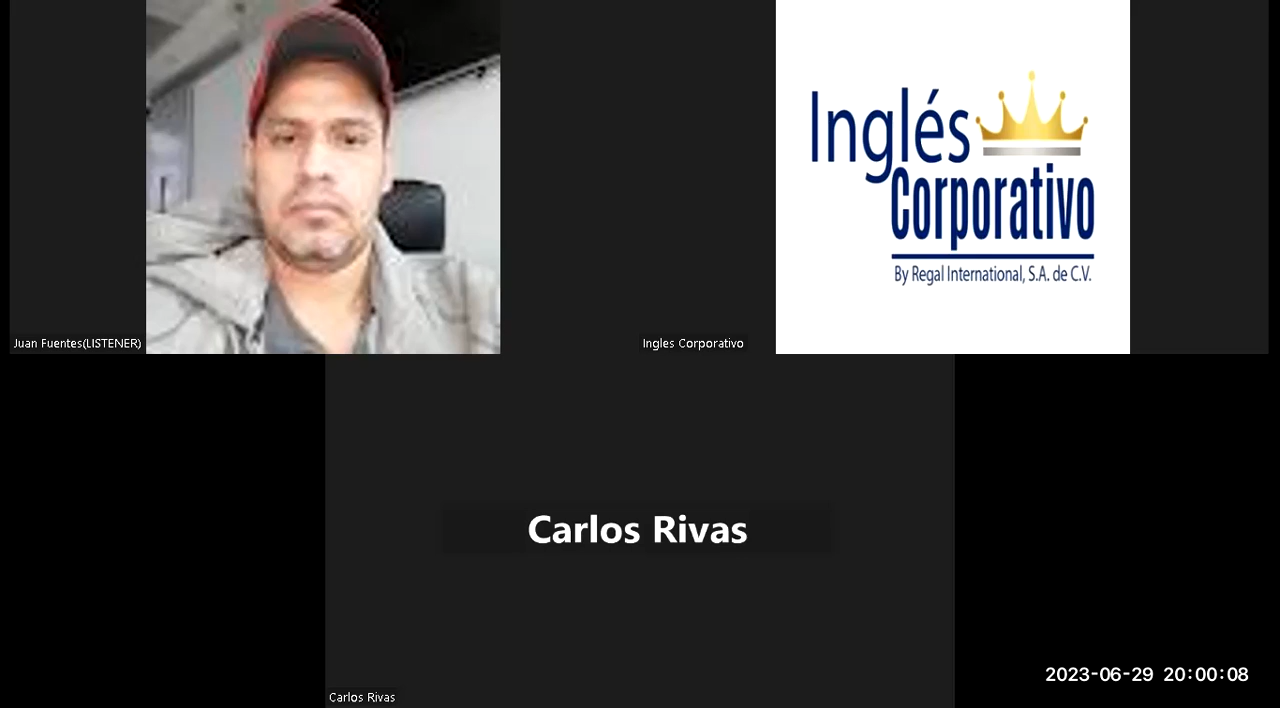 Inglés
Corporativo
By Regal International, S.A. de C.V.
Juan Fuentes(LISTENER)
Ingles Corporativo
Carlos Rivas
Carlos Rivas
2023-06-29 20:00:08